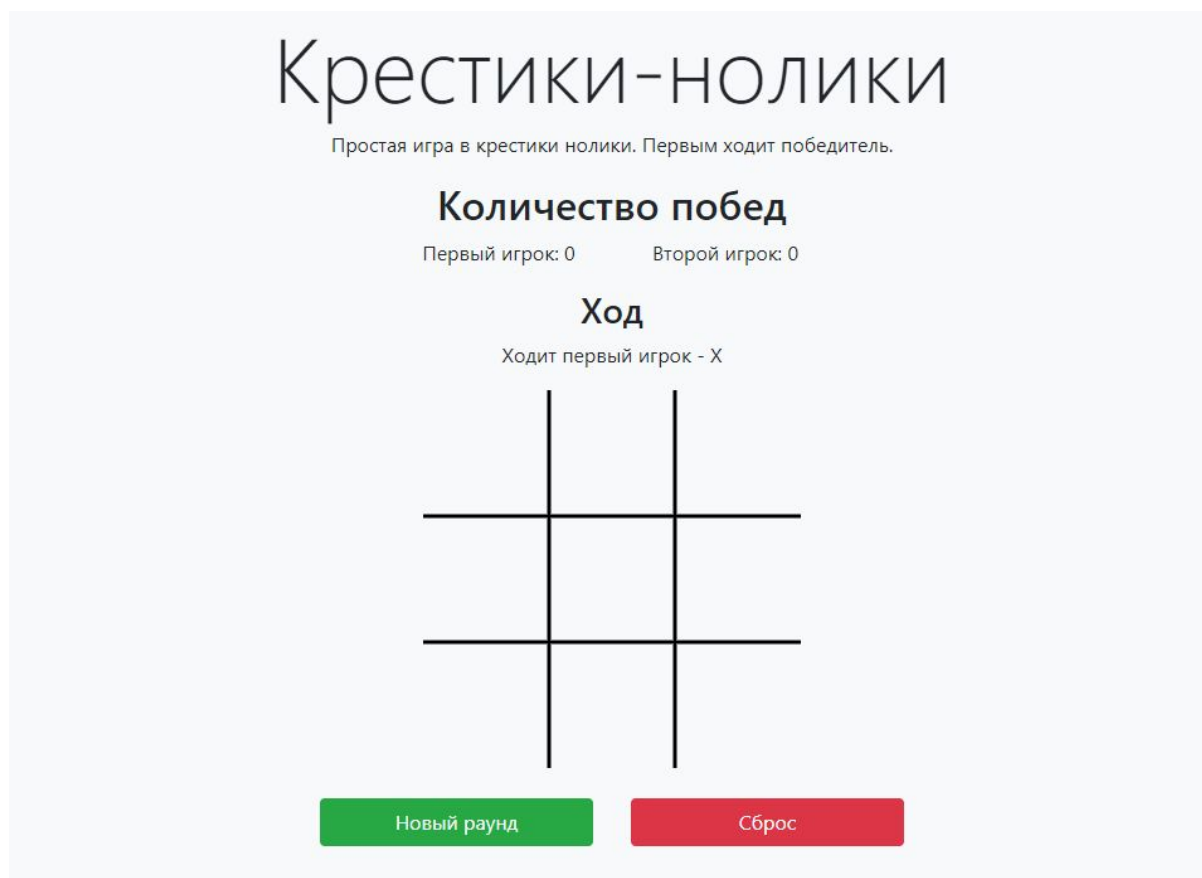 Крестики-нолики
Простая игра в крестики нолики. Первым ходит победитель.
Количество побед
Первый игрок: 0 Второй игрок: 0
Ход
Ходит первый игрок - X
Новый раунд Сброс